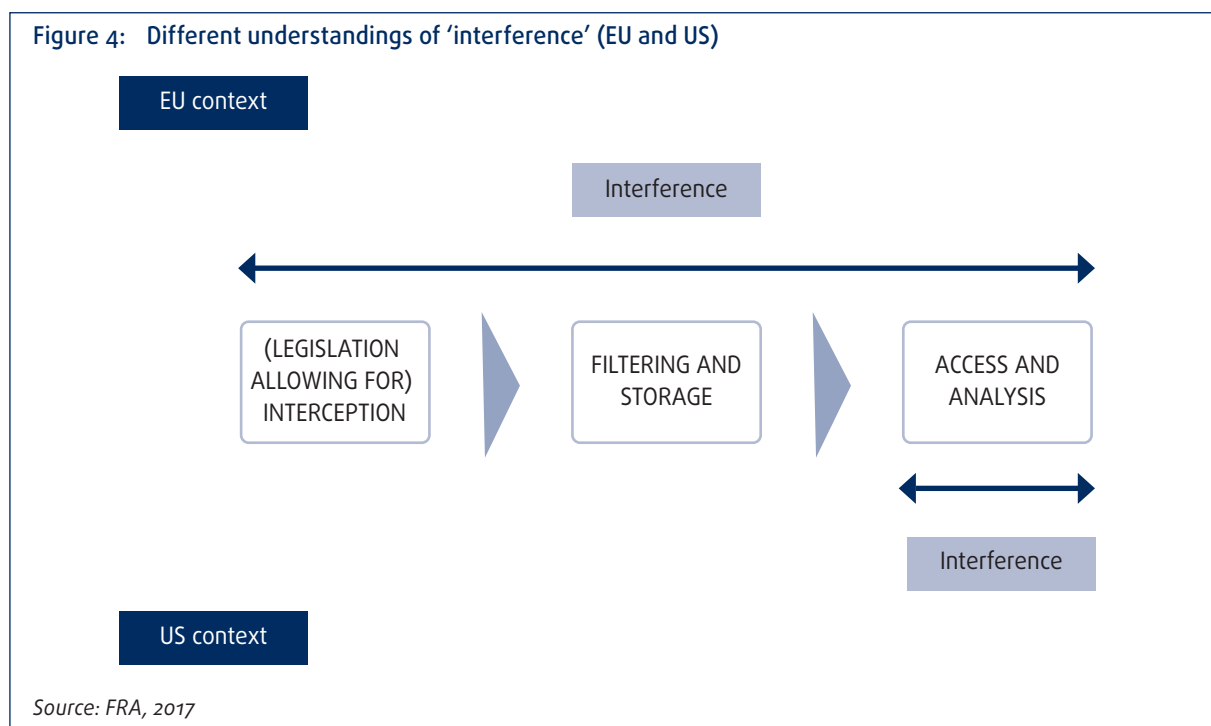 Figure 4: Different understandings of ‘interference’ (EU and US)
EU context
Interference
(LEGISLATION
ALLOWING FOR)
INTERCEPTION
FILTERING AND
STORAGE
ACCESS AND
ANALYSIS
Interference
US context
Source: FRA, 2017